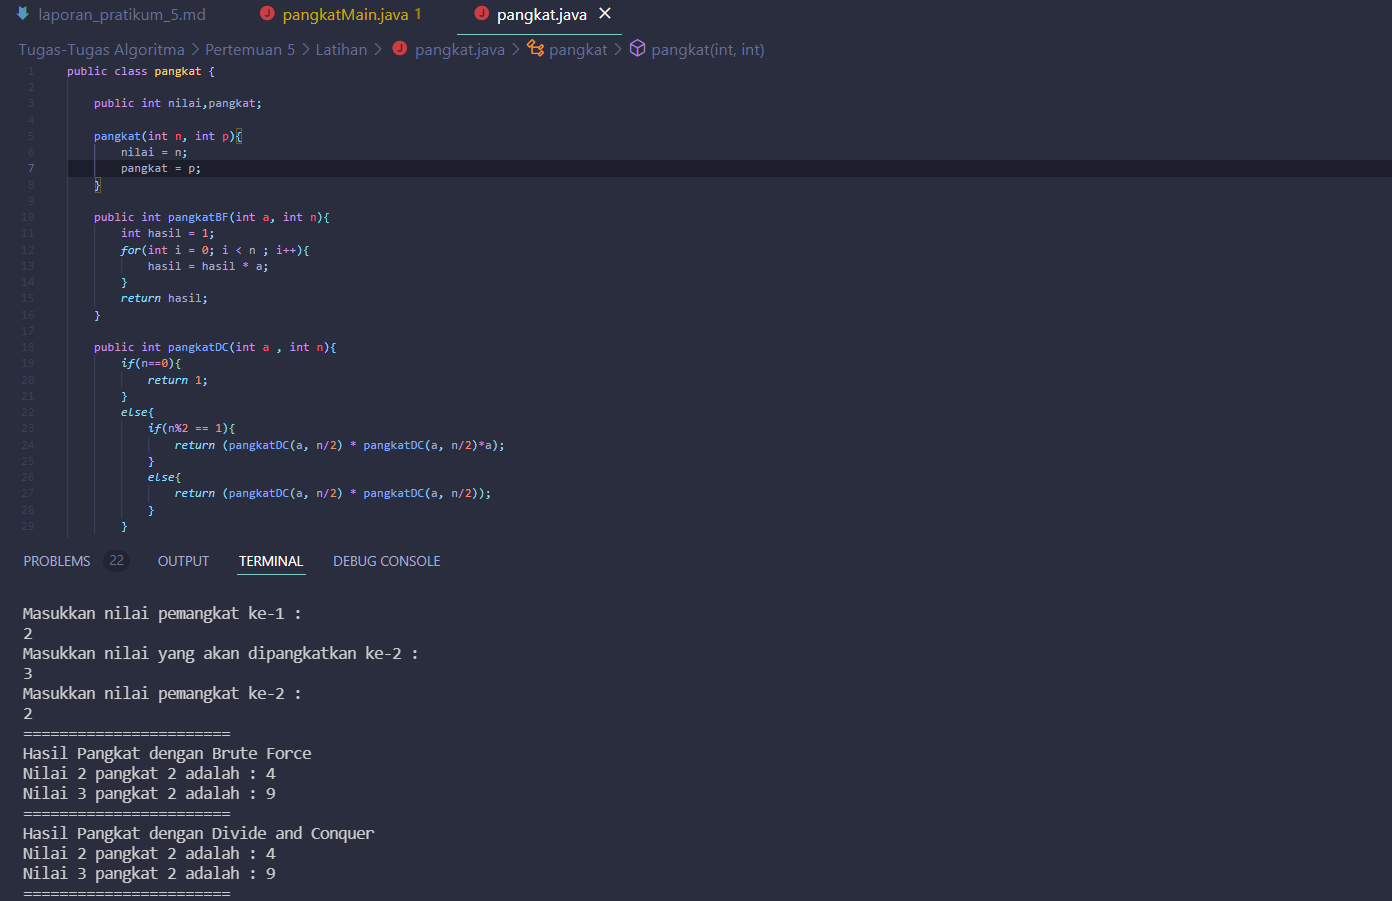 laporan_pratikum_5.md pangkatMain.java 1 pangkat.java
Tugas-Tugas Algoritma > Pertemuan 5 > Latihan > pangkat.java > pangkat > pangkat(int, int)
1 public class pangkat {
2
3 public int nilai,pangkat;
4
5 pangkat(int n, int p){
6 nilai = n;
7 pangkat = p;
8 }
9
10 public int pangkatBF(int a, int n){
11 int hasil = 1;
12 for(int i = 0; i < n ; i++){
13 hasil = hasil * a;
14 }
15 return hasil;
16 }
17
18 public int pangkatDC(int a , int n){
19 if(n==0){
20 return 1;
21 }
22 else{
23 if(n%2 == 1){
24 return (pangkatDC(a, n/2) * pangkatDC(a, n/2)*a);
25 }
26 else{
27 return (pangkatDC(a, n/2) * pangkatDC(a, n/2));
28 }
29 }
PROBLEMS 22 OUTPUT TERMINAL DEBUG CONSOLE
Masukkan nilai pemangkat ke-1 :
2
Masukkan nilai yang akan dipangkatkan ke-2 :
3
Masukkan nilai pemangkat ke-2 :
2
=======================
Hasil Pangkat dengan Brute Force
Nilai 2 pangkat 2 adalah : 4
Nilai 3 pangkat 2 adalah : 9
=======================
Hasil Pangkat dengan Divide and Conquer
Nilai 2 pangkat 2 adalah : 4
Nilai 3 pangkat 2 adalah : 9
=======================